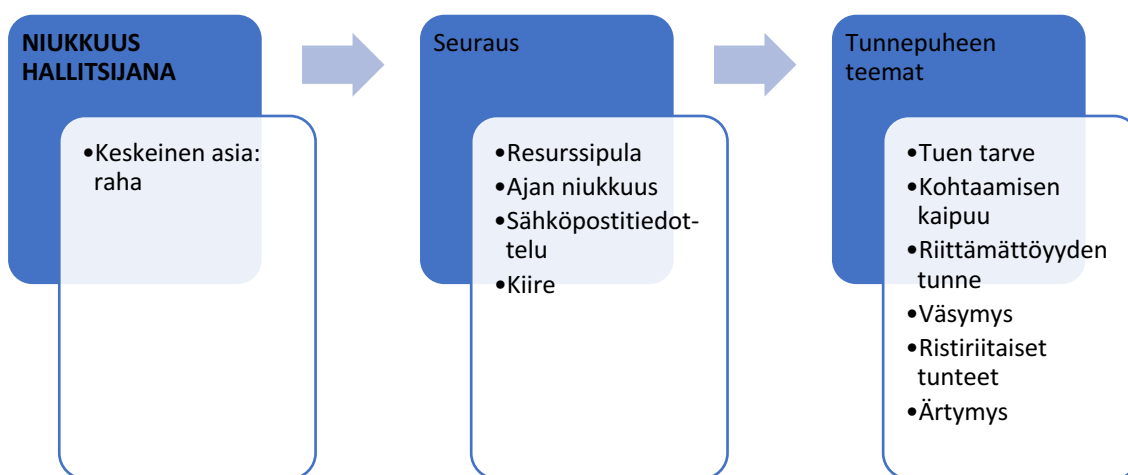 NIUKKUUS
HALLITSIJANA
•Keskeinen asia:
raha
Seuraus
•Resurssipula
•Ajan niukkuus
•Sähköpostitiedot-
telu
•Kiire
Tunnepuheen
teemat
•Tuen tarve
•Kohtaamisen
kaipuu
•Riittämättöyyden
tunne
•Väsymys
•Ristiriitaiset
tunteet
•Ärtymys